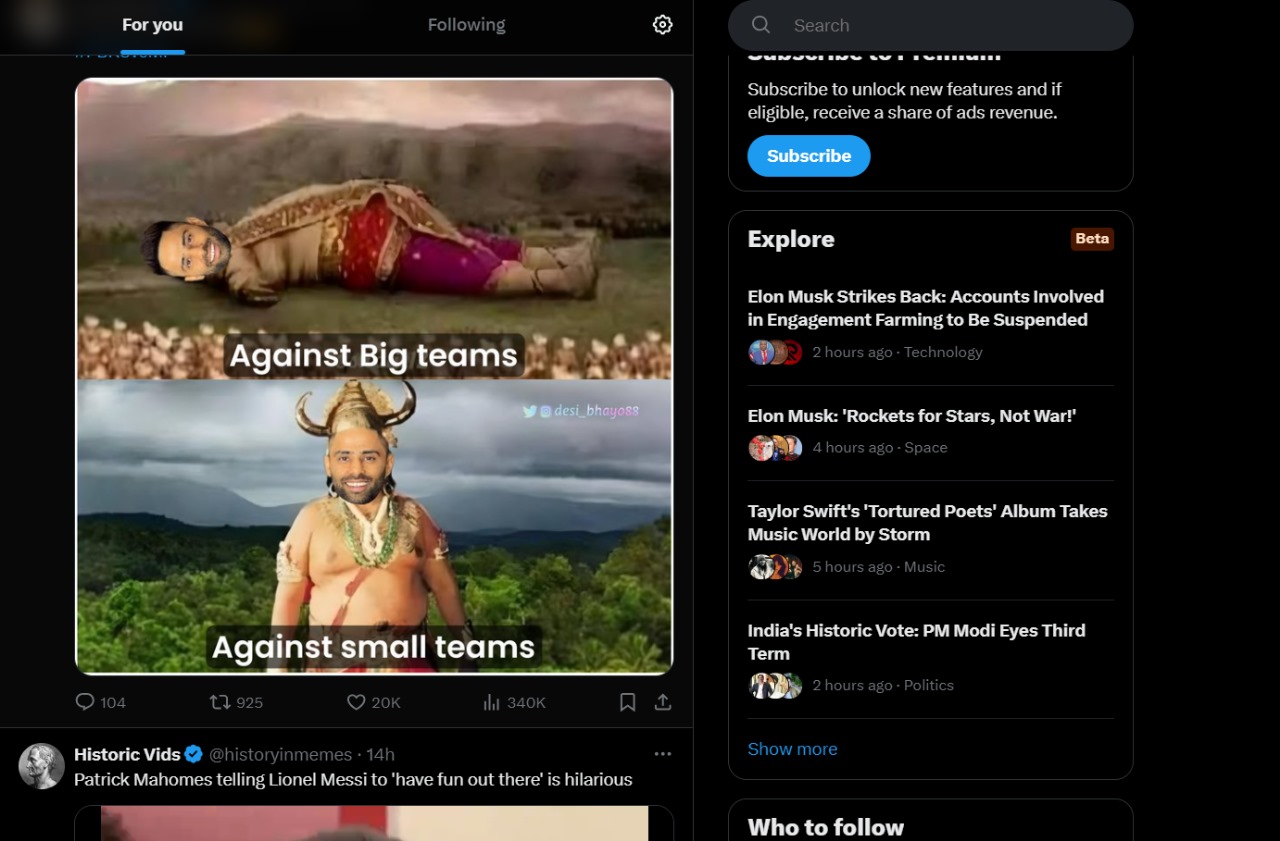 For you
Following
Against Big teams
desi_bhayo88
Against small teams
104
925
20K
340K
Historic Vids @historyinmemes · 14h
Patrick Mahomes telling Lionel Messi to 'have fun out there' is hilarious
Search
Subscribe to Premium
Subscribe to unlock new features and if
eligible, receive a share of ads revenue.
Subscribe
Explore
Beta
Elon Musk Strikes Back: Accounts Involved
in Engagement Farming to Be Suspended
2 hours ago · Technology
Elon Musk: 'Rockets for Stars, Not War!'
4 hours ago · Space
Taylor Swift's 'Tortured Poets' Album Takes
Music World by Storm
5 hours ago · Music
India's Historic Vote: PM Modi Eyes Third
Term
2 hours ago · Politics
Show more
Who to follow